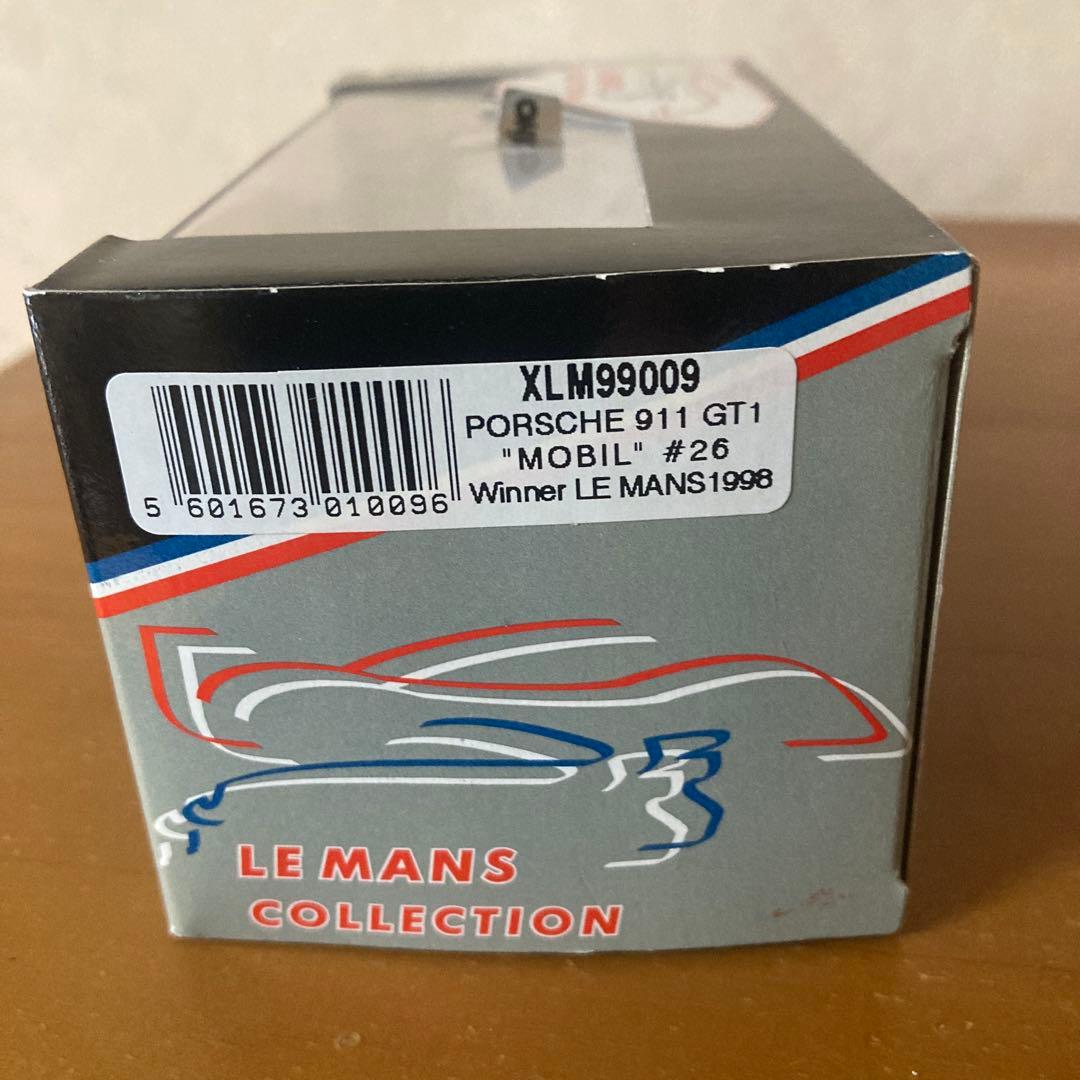 XLM99009
PORSCHE 911 GT1
"MOBIL" #26
Winner LE MANS1998
5 601673 010096
LE MANS
COLLECTION